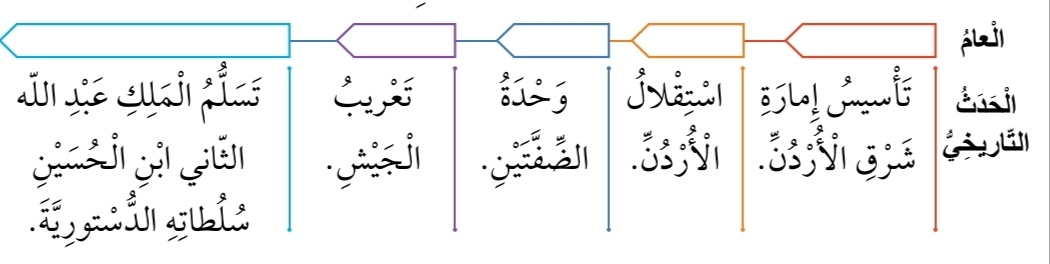 الْعامُ
الْحَدَثُ
التّاريخِيُّ
تَأْسيسُ إمارَةِ
شَرْقِ الْأُرْدُنِّ.
اسْتِقْلالُ
الْأُرْدُنِّ.
وَحْدَةُ
الضِّفَّتَيْنِ.
تَعْريبُ
الْجَيْشِ.
تَسَلُّمُ الْمَلِكِ عَبْدِ اللّه
الثّاني ابْنِ الْحُسَيْنِ
سُلُطاتِهِ الدُّسْتورِيَّةَ.